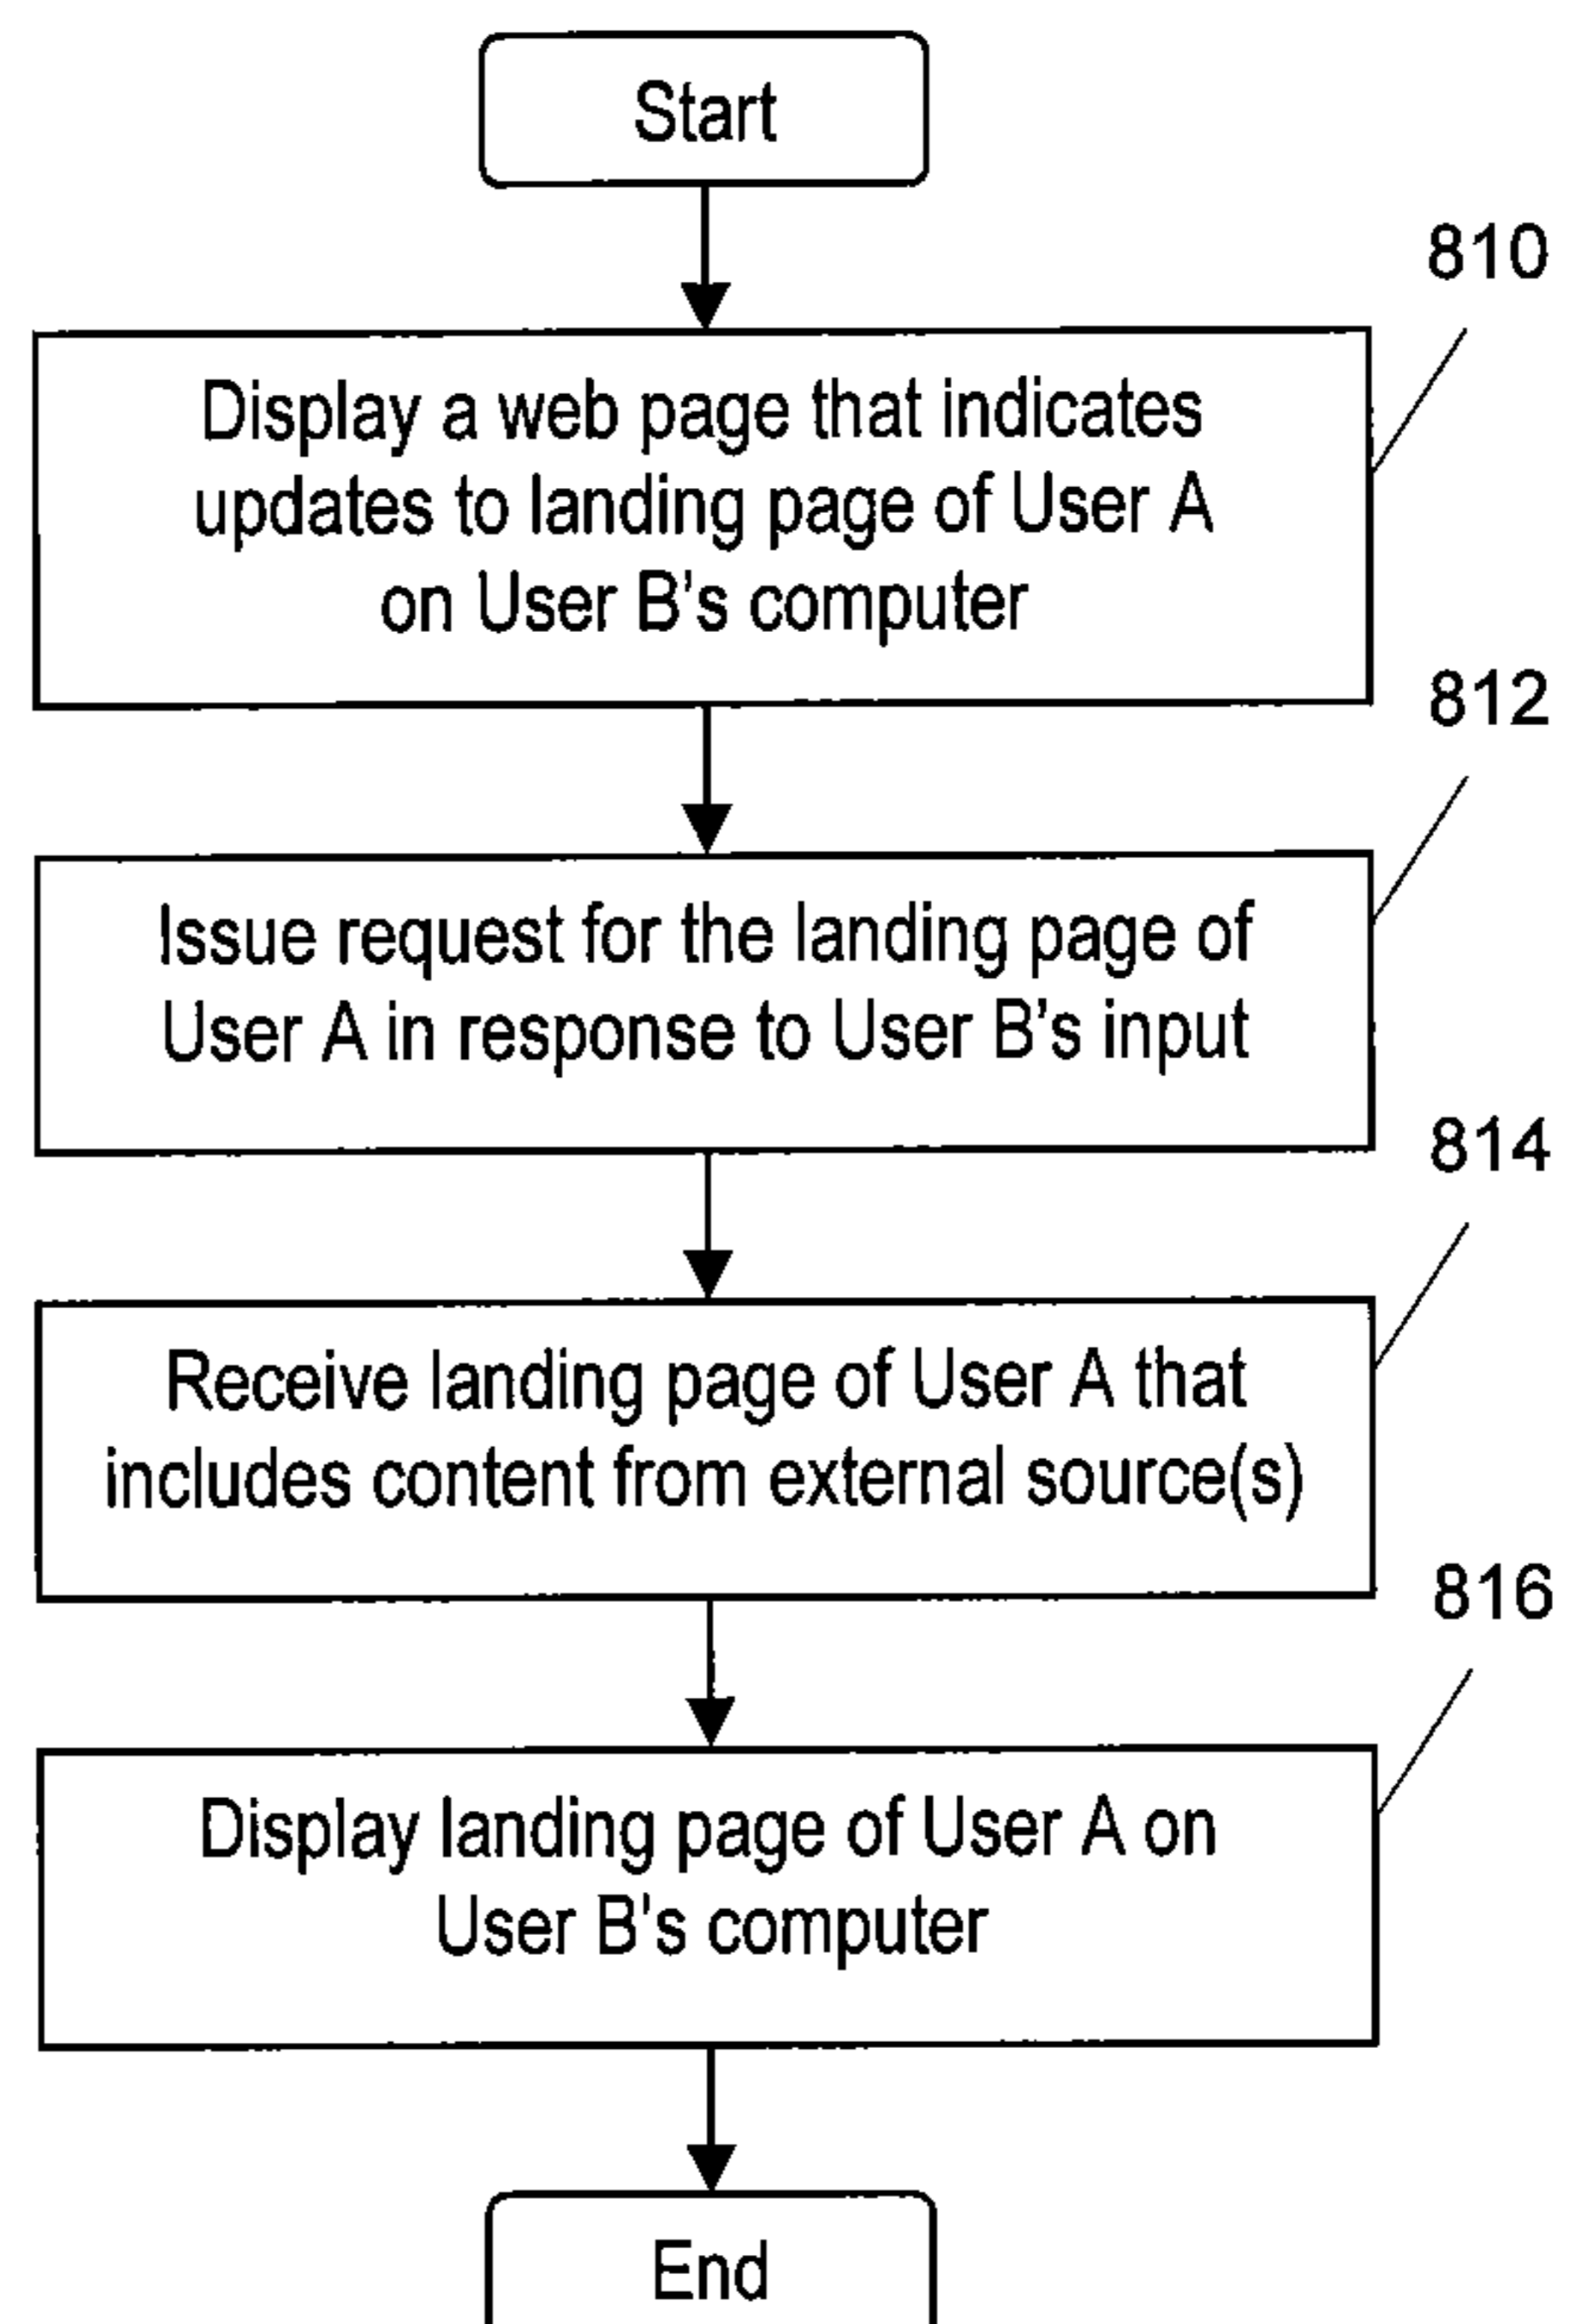 Start
810
Display a web page that indicates
updates to landing page of User A
on User B's computer
812
Issue request for the landing page of
User A in response to User B's input
814
Receive landing page of User A that
includes content from external source(s)
816
Display landing page of User A on
User B's computer
End